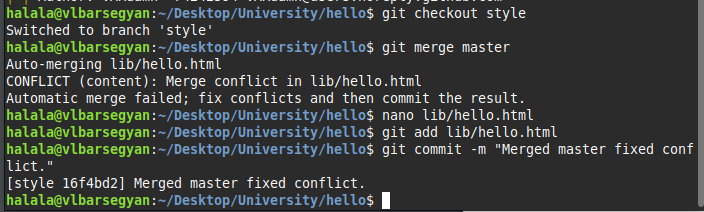 halala@vlbarsegyan:~/Desktop/University/hello$ git checkout style
Switched to branch 'style'
halala@vlbarsegyan:~/Desktop/University/hello$ git merge master
Auto-merging lib/hello.html
CONFLICT (content): Merge conflict in lib/hello.html
Automatic merge failed; fix conflicts and then commit the result.
halala@vlbarsegyan:~/Desktop/University/hello$ nano lib/hello.html
halala@vlbarsegyan:~/Desktop/University/hello$ git add lib/hello.html
halala@vlbarsegyan:~/Desktop/University/hello$ git commit -m "Merged master fixed conf
lict."
[style 16f4bd2] Merged master fixed conflict.
halala@vlbarsegyan:~/Desktop/University/hello$